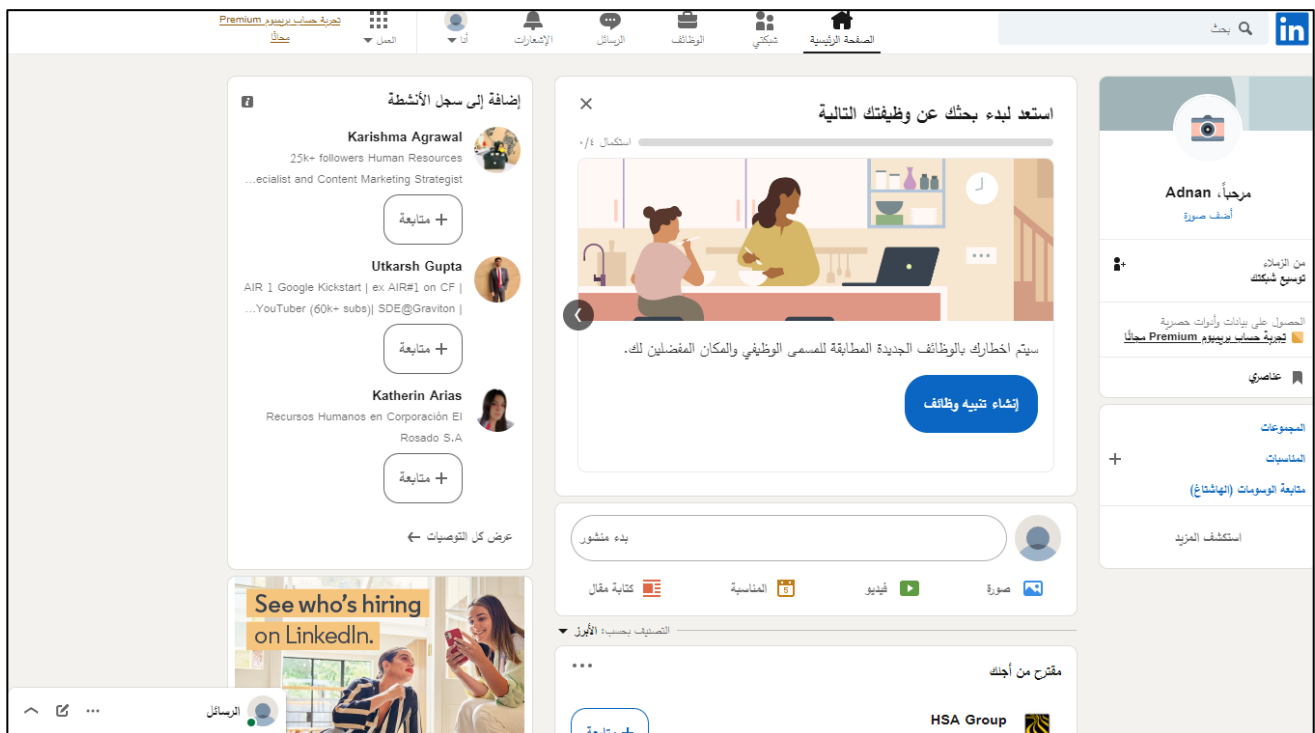 in
بحث
الصفحة الرئيسية
شبكتي
الوظائف
الرسائل
الإشعارات
أنا
العمل
تجربة حساب بريميوم Premium
مجانًا
مرحباً، Adnan
أضف صورة
من الزملاء
توسيع شبكتك
الحصول على بيانات وأدوات حصرية
تجربة حساب بريميوم Premium مجانًا
عناصري
المجموعات
المناسبات
+
متابعة الوسومات (الهاشتاغ)
استكشف المزيد
استعد لبدء بحثك عن وظيفتك التالية
استكمال ٠/٤
سيتم اخطارك بالوظائف الجديدة المطابقة للمسمى الوظيفي والمكان المفضلين لك.
إنشاء تنبيه وظائف
بدء منشور
صورة
فيديو
المناسبة
5
كتابة مقال
التصنيف بحسب: الأبرز
مقترح من أجلك
HSA Group
+ متابعة
إضافة إلى سجل الأنشطة
Karishma Agrawal
25k+ followers Human Resources
...ecialist and Content Marketing Strategist
+ متابعة
Utkarsh Gupta
AIR 1 Google Kickstart | ex AIR#1 on CF |
...YouTuber (60k+ subs)| SDE@Graviton |
+ متابعة
Katherin Arias
Recursos Humanos en Corporación El
Rosado S.A
+ متابعة
عرض كل التوصيات
See who's hiring
on LinkedIn.
الرسائل